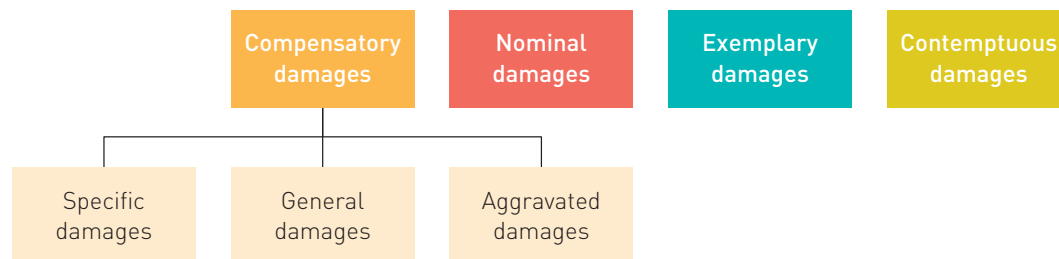 Compensatory
damages
Nominal
damages
Exemplary
damages
Contemptuous
damages
Specific
damages
General
damages
Aggravated
damages